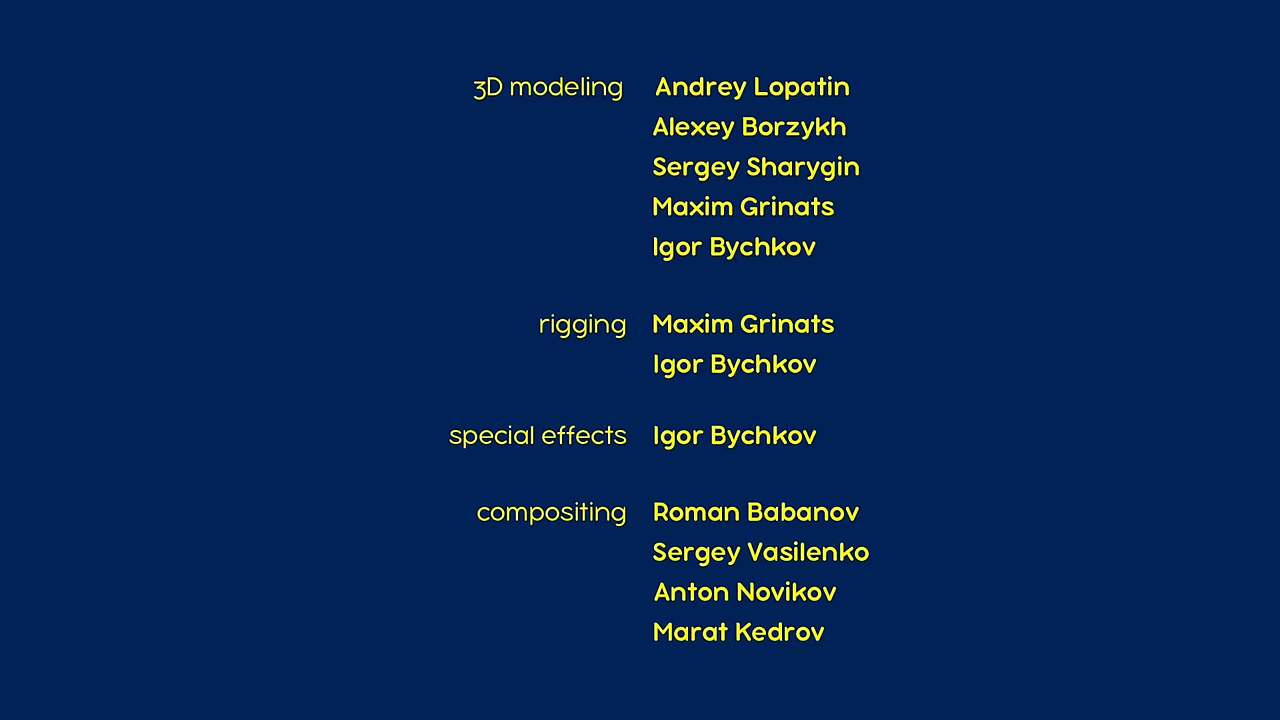 3D modeling Andrey Lopatin
Alexey Borzykh
Sergey Sharygin
Maxim Grinats
Igor Bychkov
rigging Maxim Grinats
Igor Bychkov
special effects Igor Bychkov
compositing Roman Babanov
Sergey Vasilenko
Anton Novikov
Marat Kedrov